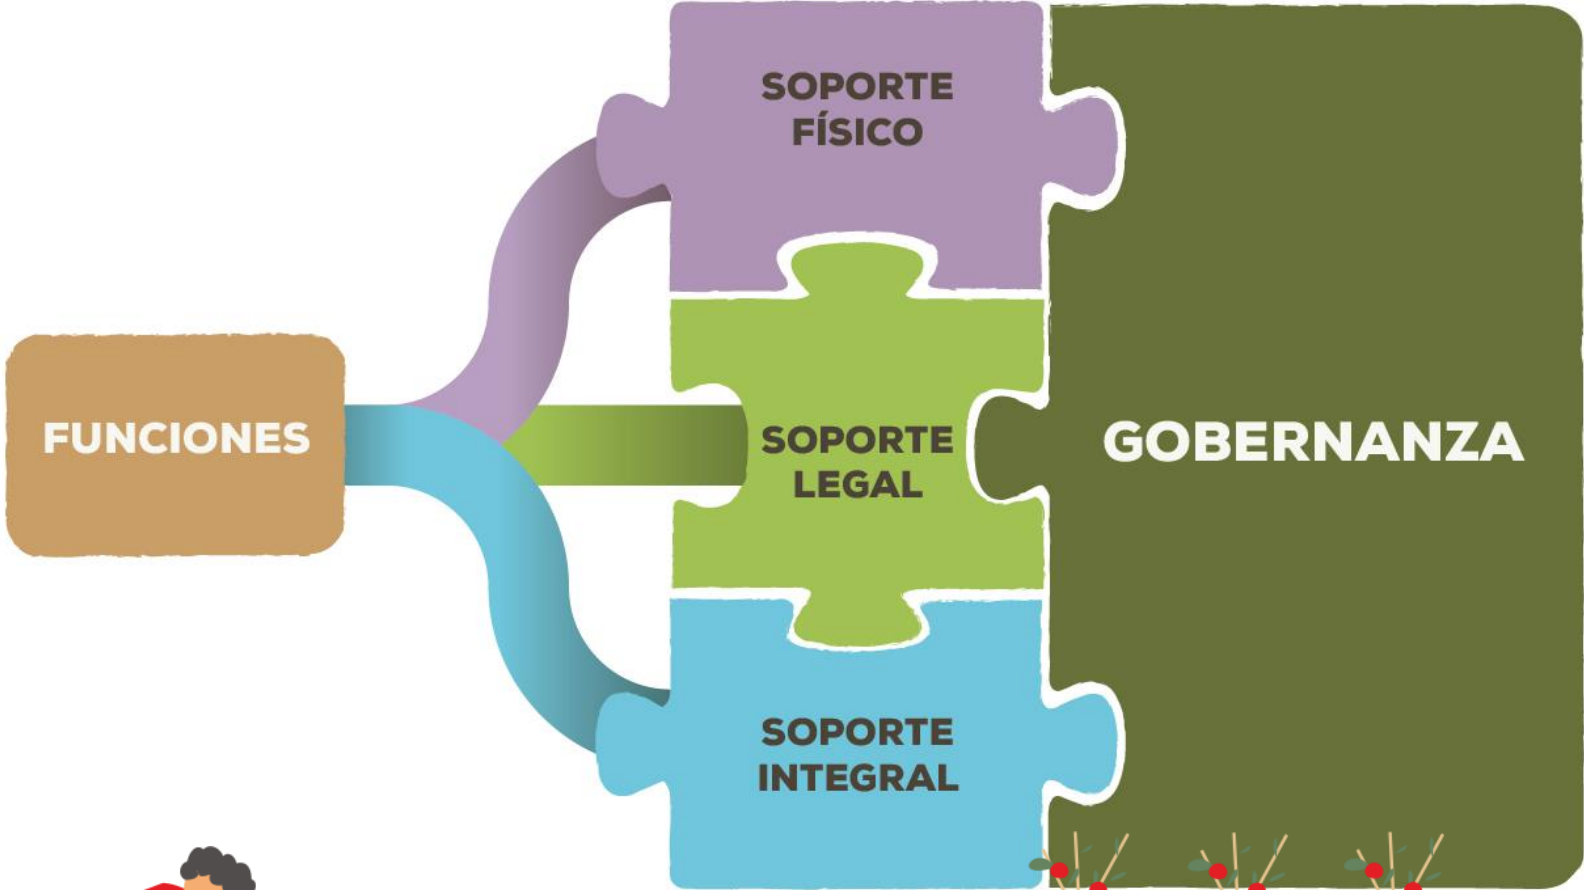 SOPORTE
FÍSICO
FUNCIONES
SOPORTE
LEGAL
GOBERNANZA
SOPORTE
INTEGRAL